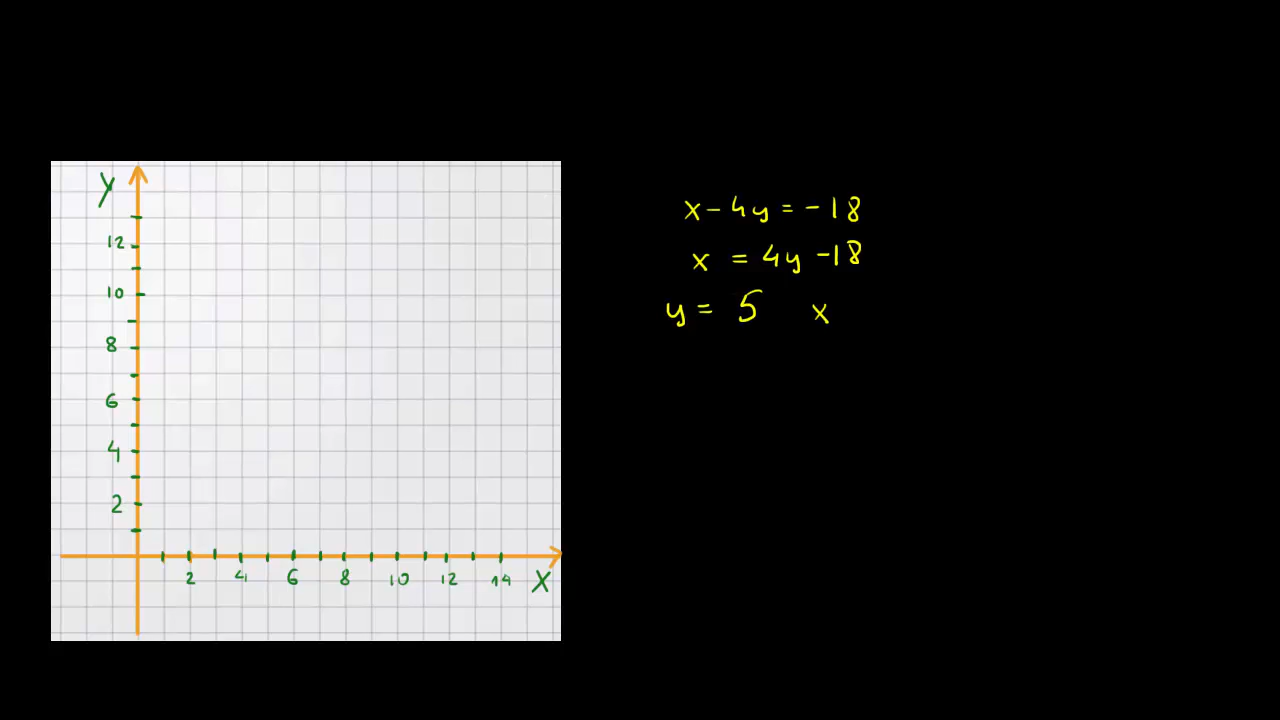 y
12
10
8
6
4
2
2 4 6 8 10 12 14 x
x - 4y = -18
x = 4y - 18
y = 5 x